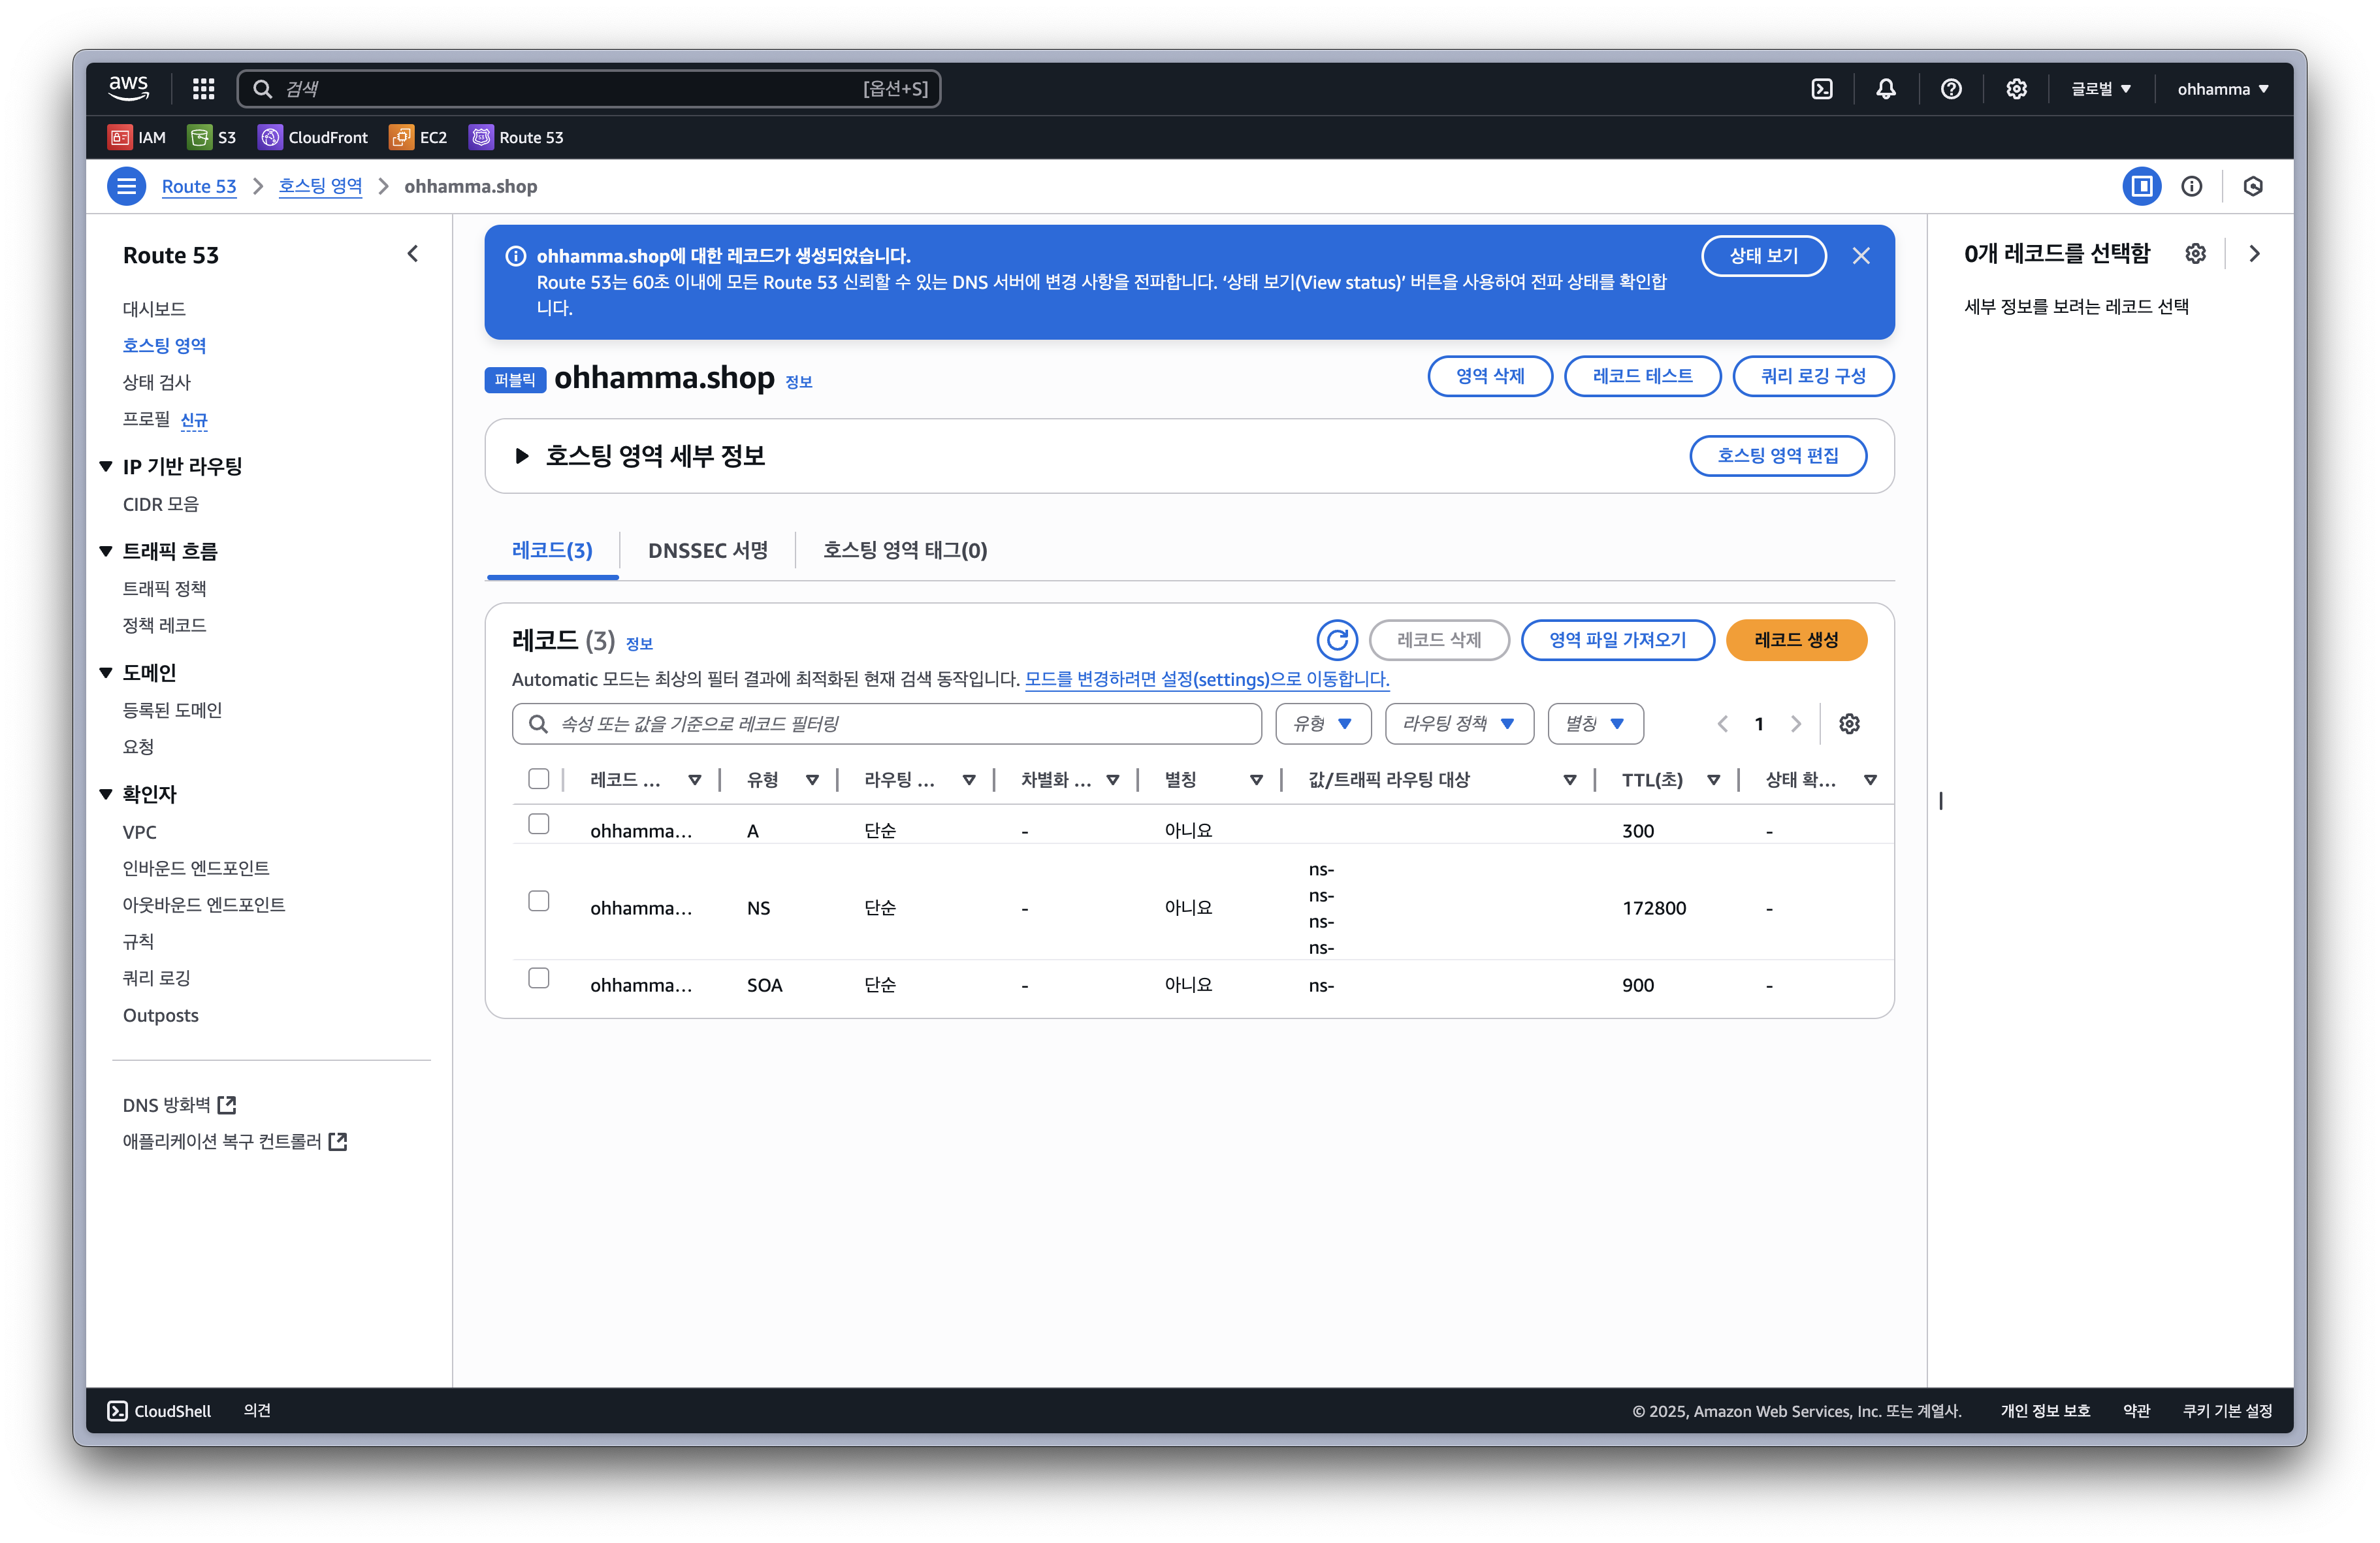 aws
검색
[옵션+S]
글로벌
ohhamma
IAM
S3
CloudFront
EC2
Route 53
Route 53
호스팅 영역
ohhamma.shop
Route 53
대시보드
호스팅 영역
상태 검사
프로필 신규
IP 기반 라우팅
CIDR 모음
트래픽 흐름
트래픽 정책
정책 레코드
도메인
등록된 도메인
요청
확인자
VPC
인바운드 엔드포인트
아웃바운드 엔드포인트
규칙
쿼리 로깅
Outposts
DNS 방화벽
애플리케이션 복구 컨트롤러
ohhamma.shop에 대한 레코드가 생성되었습니다.
Route 53는 60초 이내에 모든 Route 53 신뢰할 수 있는 DNS 서버에 변경 사항을 전파합니다. ‘상태 보기(View status)’ 버튼을 사용하여 전파 상태를 확인합
니다.
상태 보기
퍼블릭 ohhamma.shop 정보
영역 삭제
레코드 테스트
쿼리 로깅 구성
호스팅 영역 세부 정보
호스팅 영역 편집
레코드(3)
DNSSEC 서명
호스팅 영역 태그(0)
레코드 (3) 정보
레코드 삭제
영역 파일 가져오기
레코드 생성
Automatic 모드는 최상의 필터 결과에 최적화된 현재 검색 동작입니다. 모드를 변경하려면 설정(settings)으로 이동합니다.
속성 또는 값을 기준으로 레코드 필터링
유형
라우팅 정책
별칭
1
레코드 ... 유형 라우팅 ... 차별화 ... 별칭 값/트래픽 라우팅 대상 TTL(초) 상태 확...
ohhamma... A 단순 - 아니요 300 -
ohhamma... NS 단순 - 아니요 ns- 172800 -
ns-
ns-
ns-
ohhamma... SOA 단순 - 아니요 ns- 900 -
0개 레코드를 선택함
세부 정보를 보려는 레코드 선택
CloudShell
의견
© 2025, Amazon Web Services, Inc. 또는 계열사.
개인 정보 보호
약관
쿠키 기본 설정